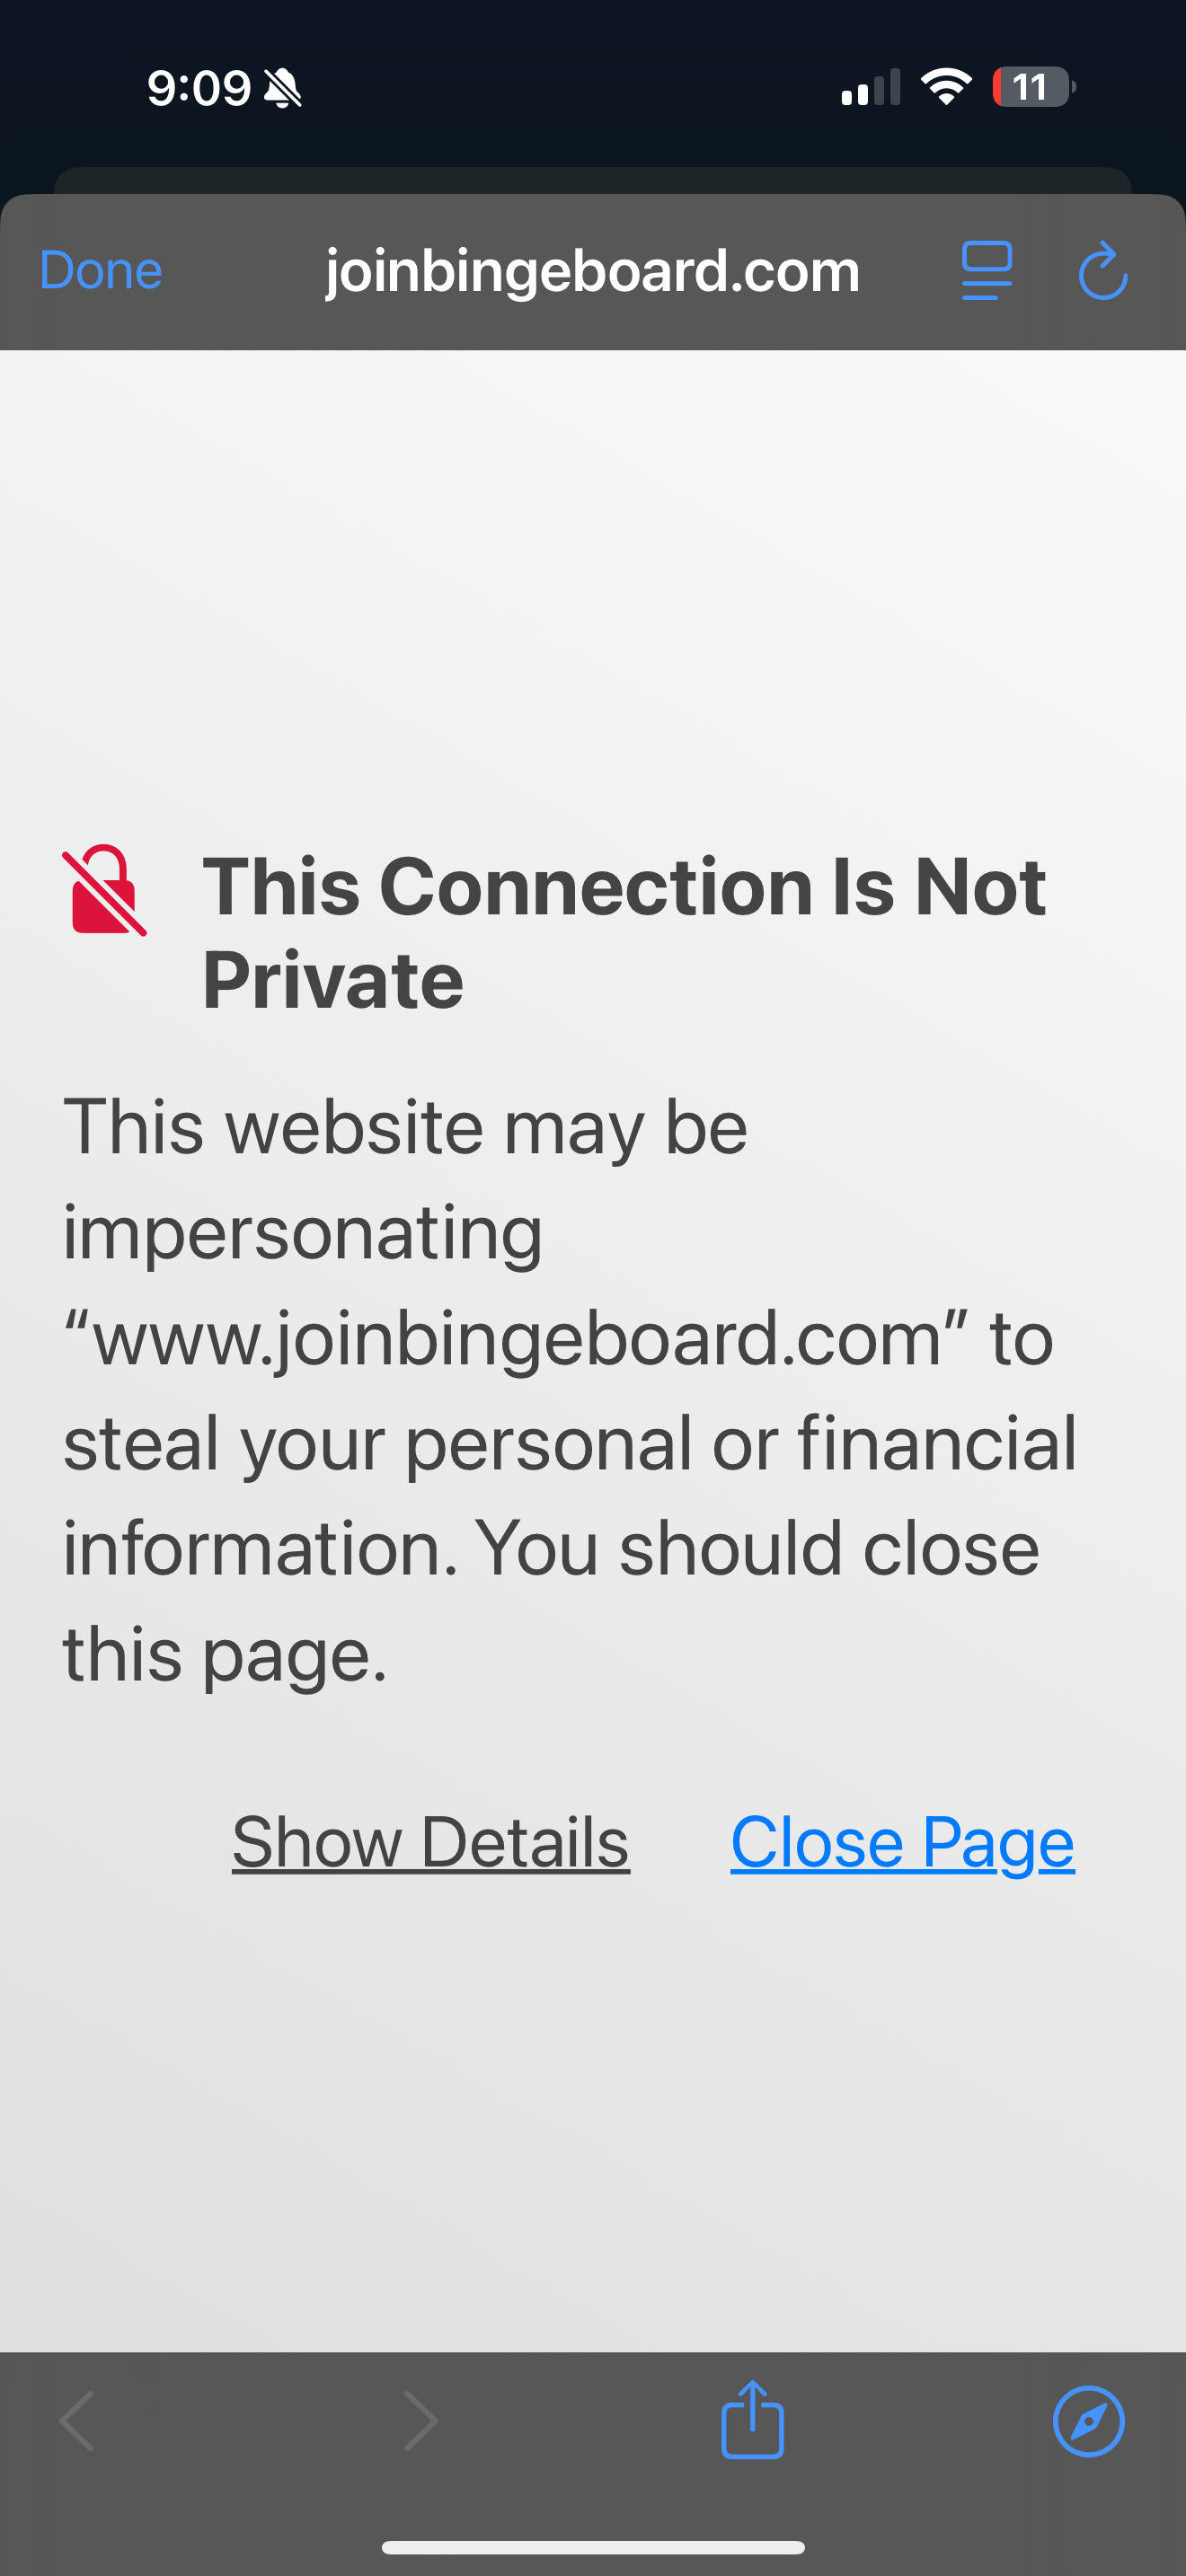 9:09
11
Done
joinbingeboard.com
This Connection Is Not
Private
This website may be
impersonating
“www.joinbingeboard.com” to
steal your personal or financial
information. You should close
this page.
Show Details
Close Page